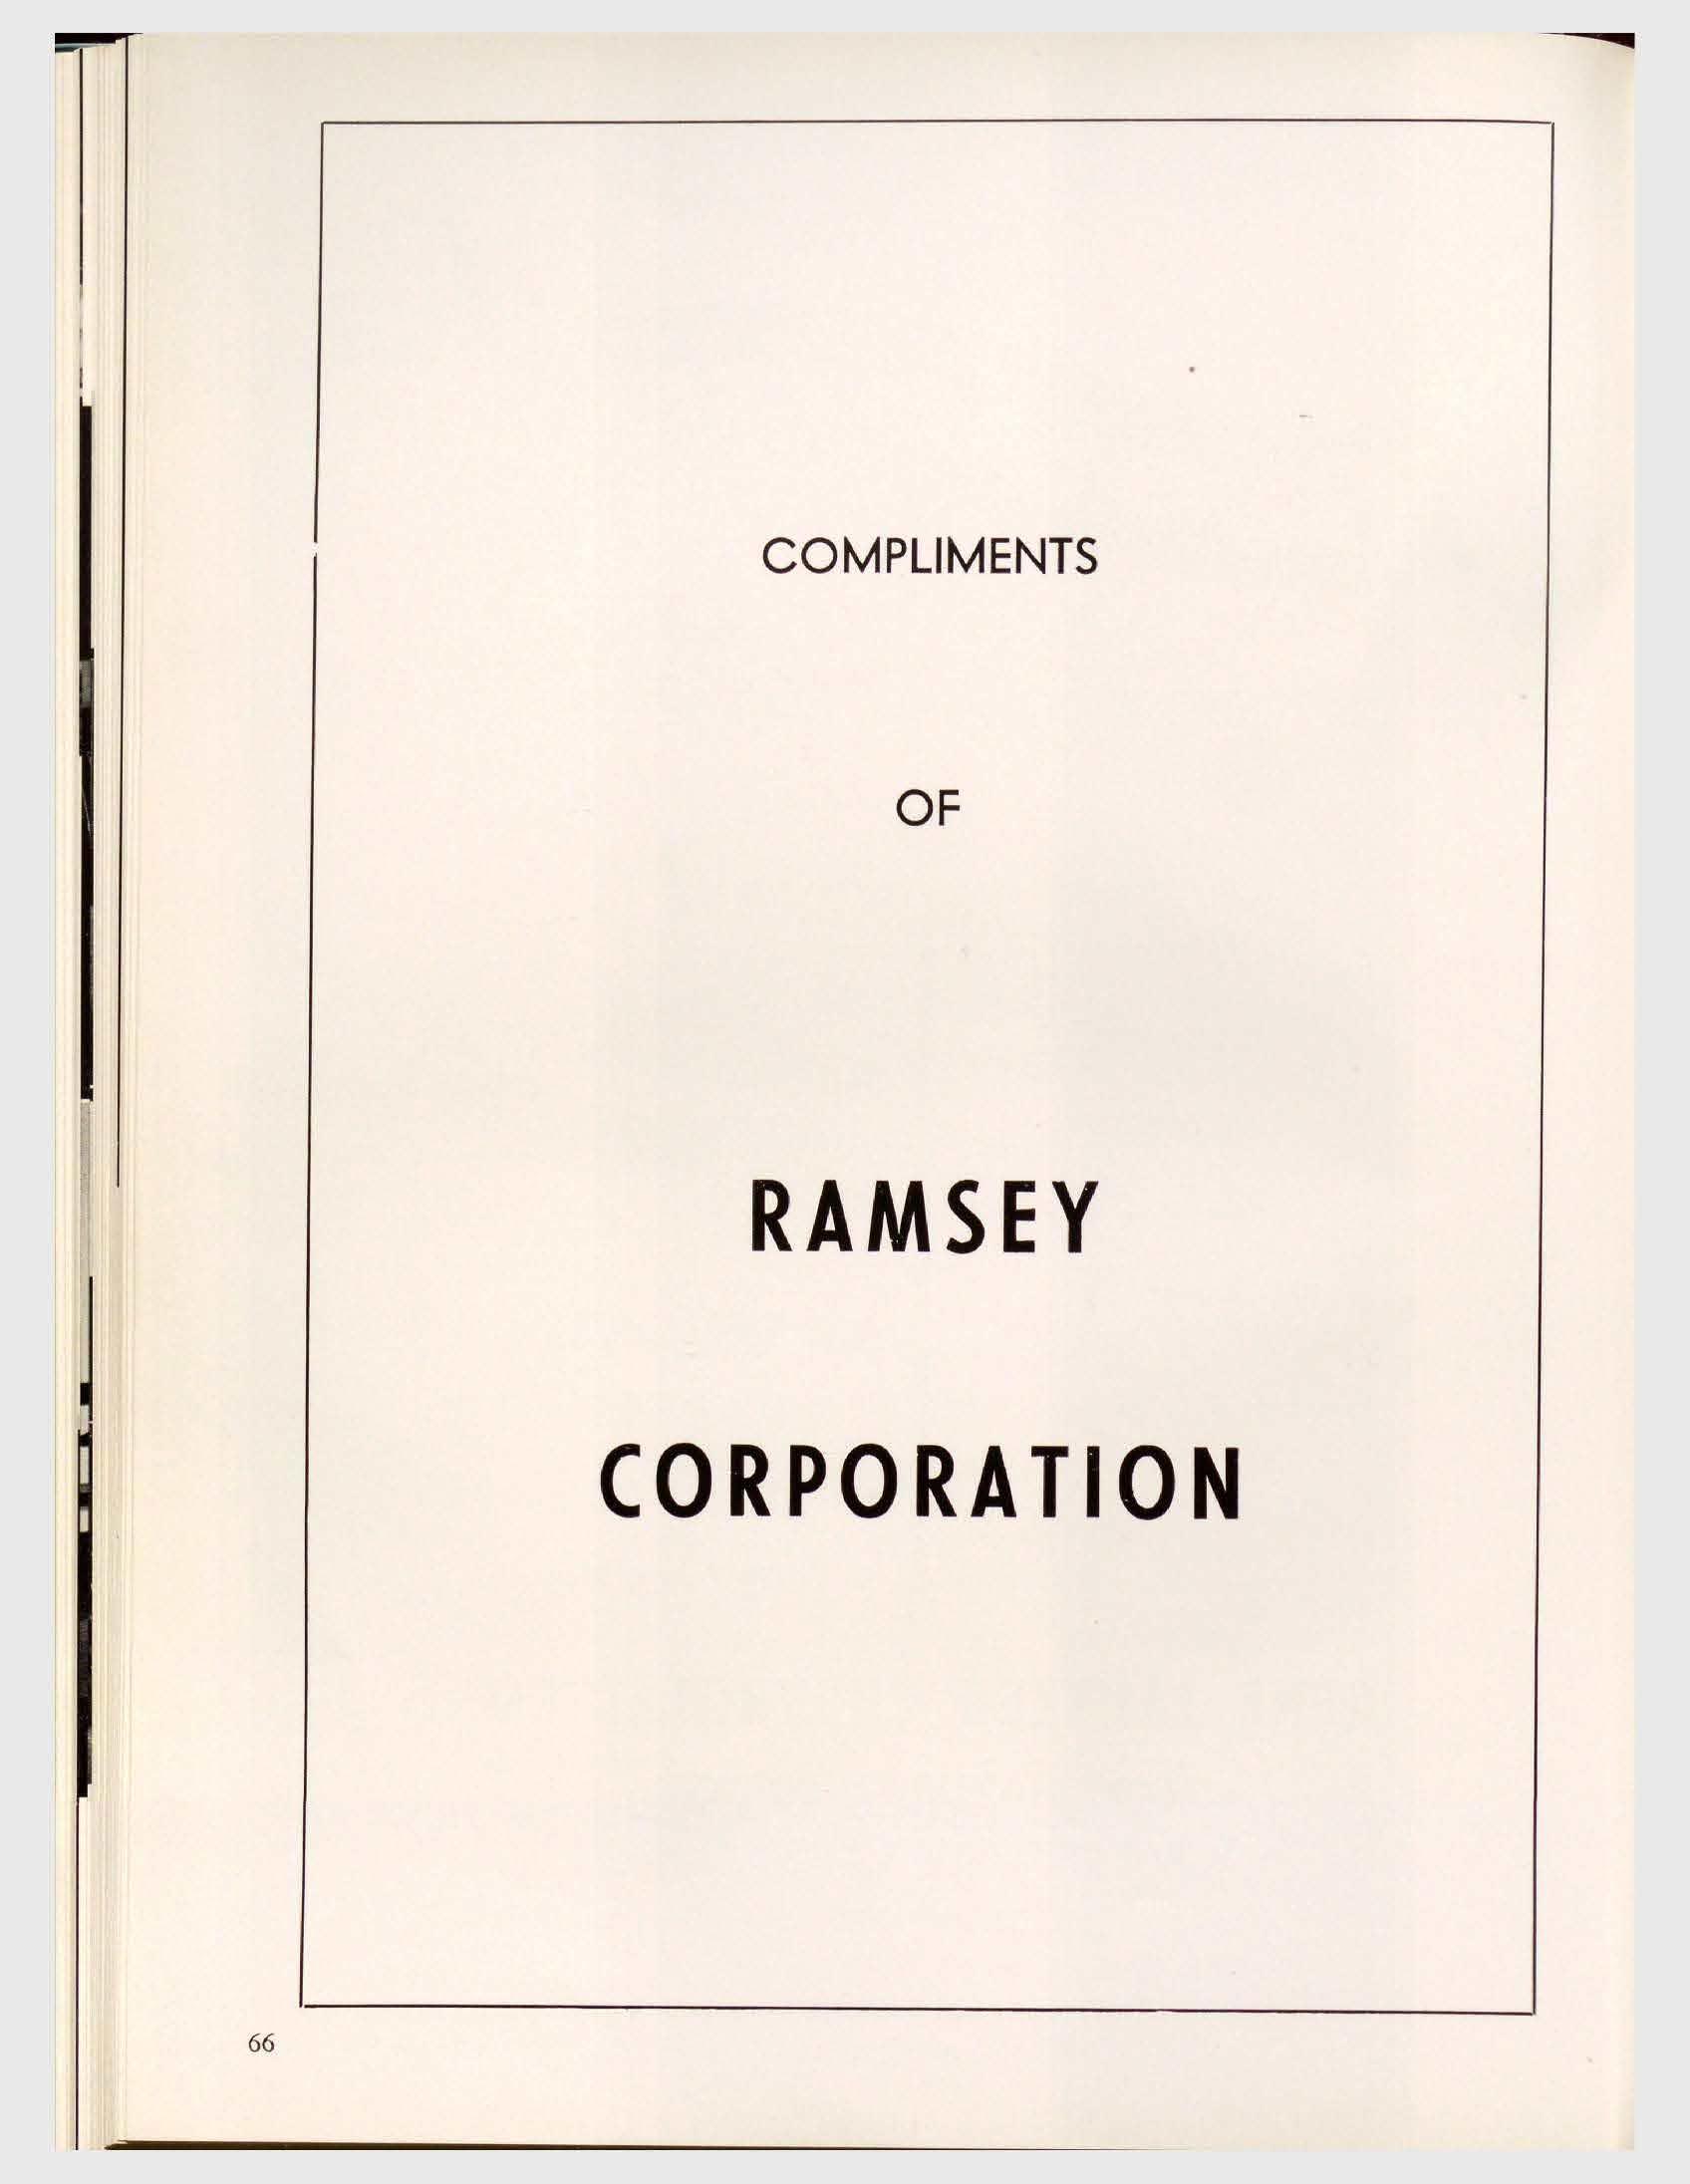 COMPLIMENTS
OF
RAMSEY
CORPORATION
66